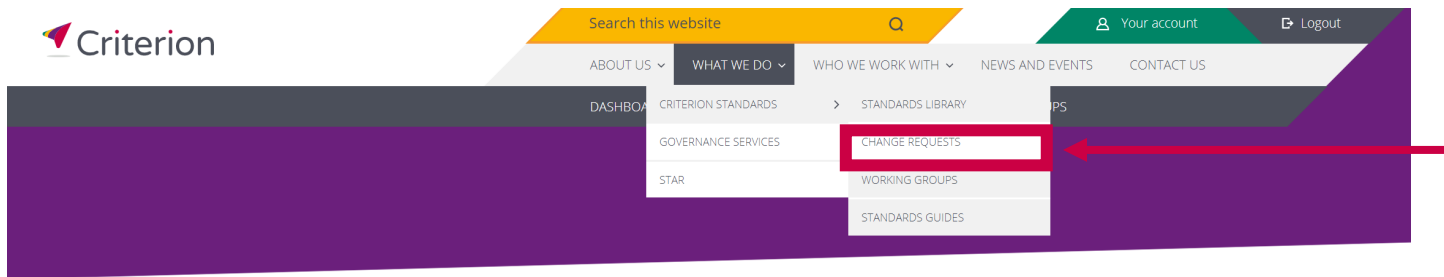 Criterion
Search this website
Your account
Logout
ABOUT US
WHAT WE DO
WHO WE WORK WITH
NEWS AND EVENTS
CONTACT US
CRITERION STANDARDS
STANDARDS LIBRARY
GOVERNANCE SERVICES
CHANGE REQUESTS
STAR
WORKING GROUPS
STANDARDS GUIDES